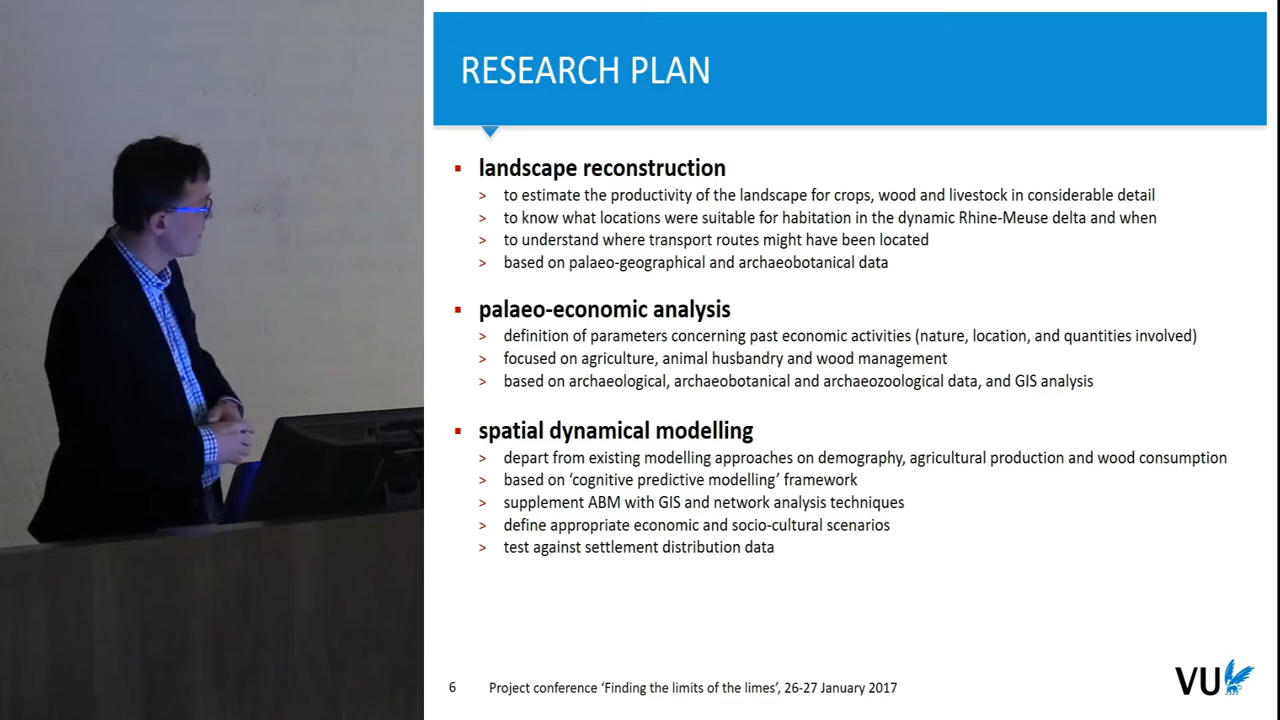 RESEARCH PLAN
▪ landscape reconstruction
> to estimate the productivity of the landscape for crops, wood and livestock in considerable detail
> to know what locations were suitable for habitation in the dynamic Rhine-Meuse delta and when
> to understand where transport routes might have been located
> based on palaeo-geographical and archaeobotanical data
▪ palaeo-economic analysis
> definition of parameters concerning past economic activities (nature, location, and quantities involved)
> focused on agriculture, animal husbandry and wood management
> based on archaeological, archaeobotanical and archaeozoological data, and GIS analysis
▪ spatial dynamical modelling
> depart from existing modelling approaches on demography, agricultural production and wood consumption
> based on ‘cognitive predictive modelling’ framework
> supplement ABM with GIS and network analysis techniques
> define appropriate economic and socio-cultural scenarios
> test against settlement distribution data
6 Project conference ‘Finding the limits of the limes’, 26-27 January 2017
VU